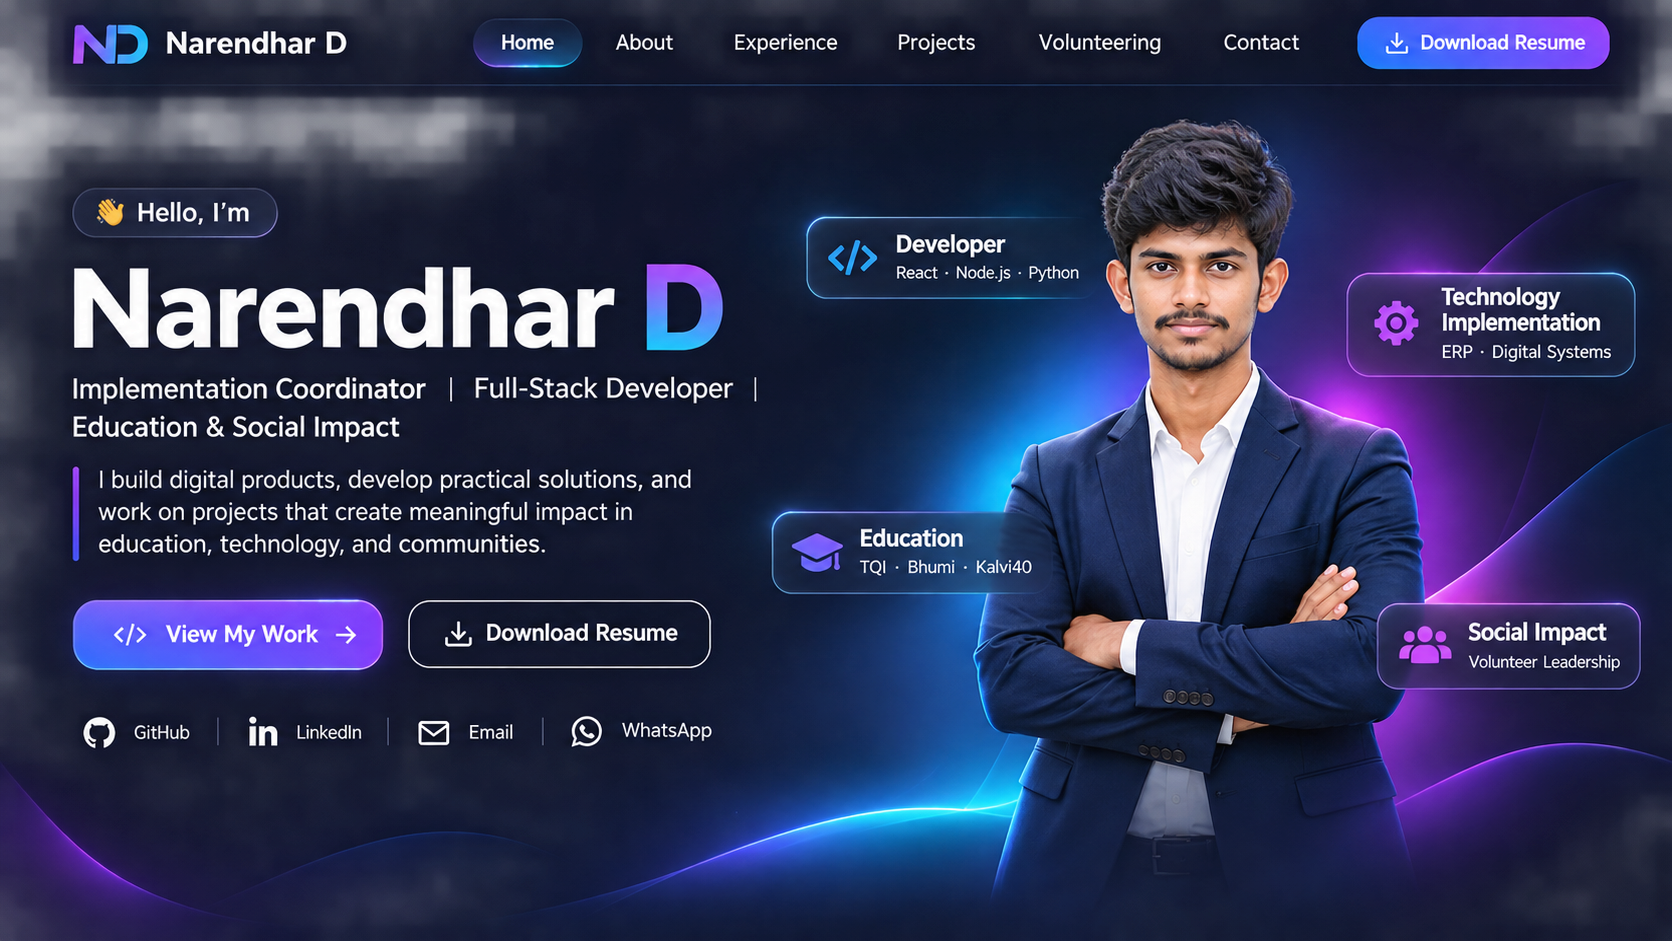 ND Narendhar D
Home
About
Experience
Projects
Volunteering
Contact
Download Resume
👋 Hello, I'm
Narendhar D
Implementation Coordinator | Full-Stack Developer |
Education & Social Impact
I build digital products, develop practical solutions, and
work on projects that create meaningful impact in
education, technology, and communities.
</> View My Work →
Download Resume
GitHub
LinkedIn
Email
WhatsApp
</> Developer
React · Node.js · Python
Technology
Implementation
ERP · Digital Systems
Education
TQI · Bhumi · Kalvi40
Social Impact
Volunteer Leadership